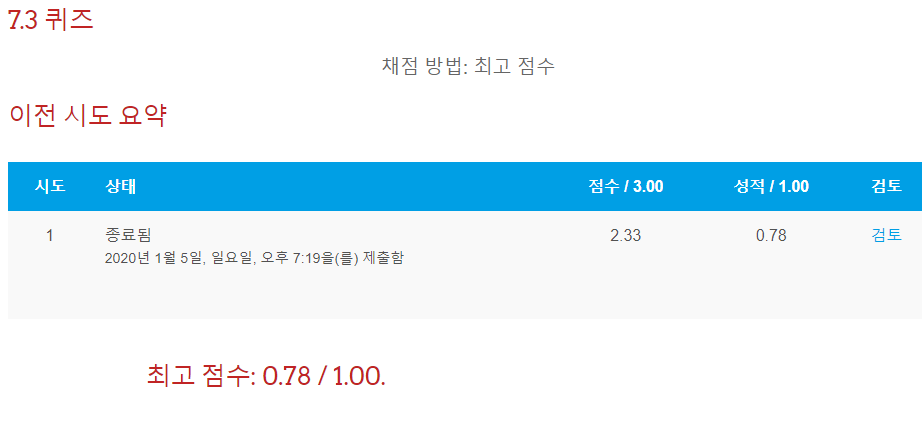 7.3 퀴즈
채점 방법: 최고 점수
이전 시도 요약
시도 상태 점수 / 3.00 성적 / 1.00 검토
1 종료됨 2.33 0.78 검토
2020년 1월 5일, 일요일, 오후 7:19을(를) 제출함
최고 점수: 0.78 / 1.00.